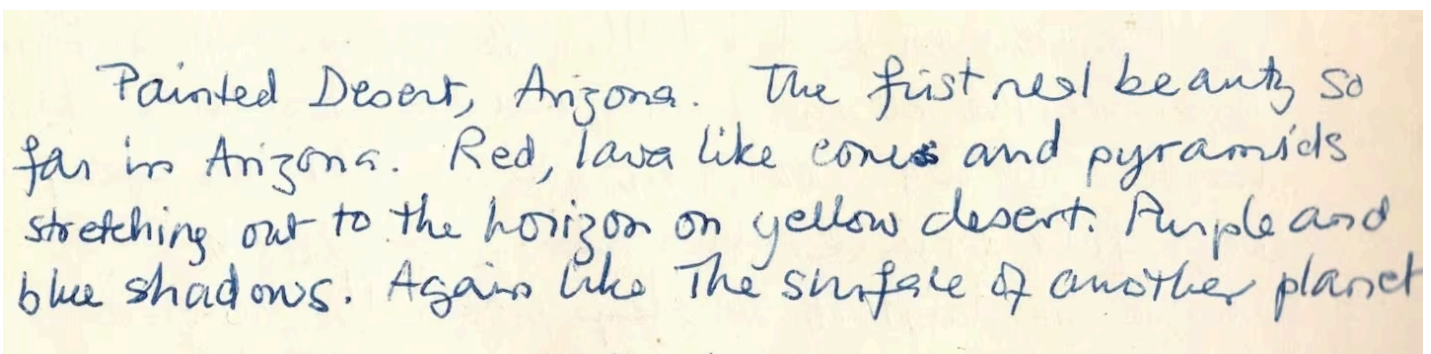 Painted Desert, Arizona. The first real beauty so
far in Arizona. Red, lava like cones and pyramids
stretching out to the horizon on yellow desert. Purple and
blue shadows. Again like The surface of another planet